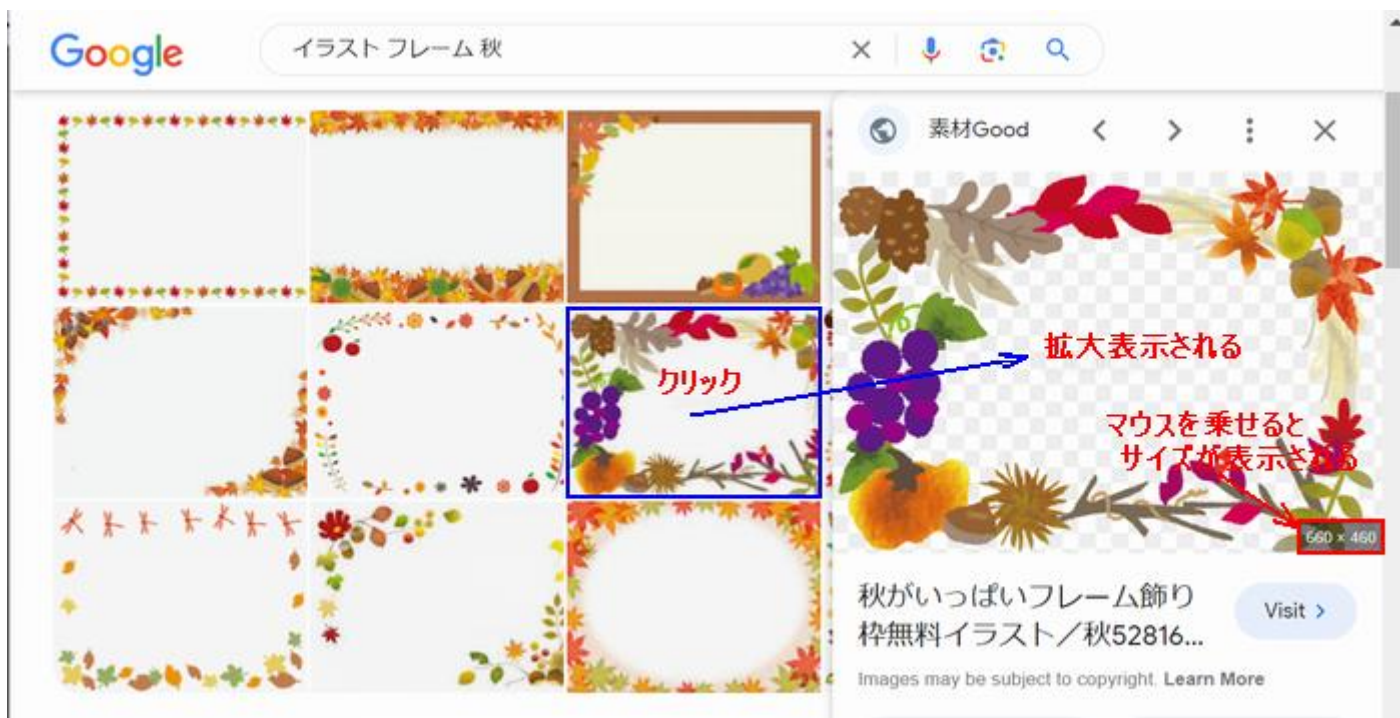 Google
イラスト フレーム 秋
素材Good
クリック
拡大表示される
マウスを乗せると
サイズが表示される
660 × 460
秋がいっぱいフレーム飾り
枠無料イラスト／秋52816...
Visit >
Images may be subject to copyright. Learn More